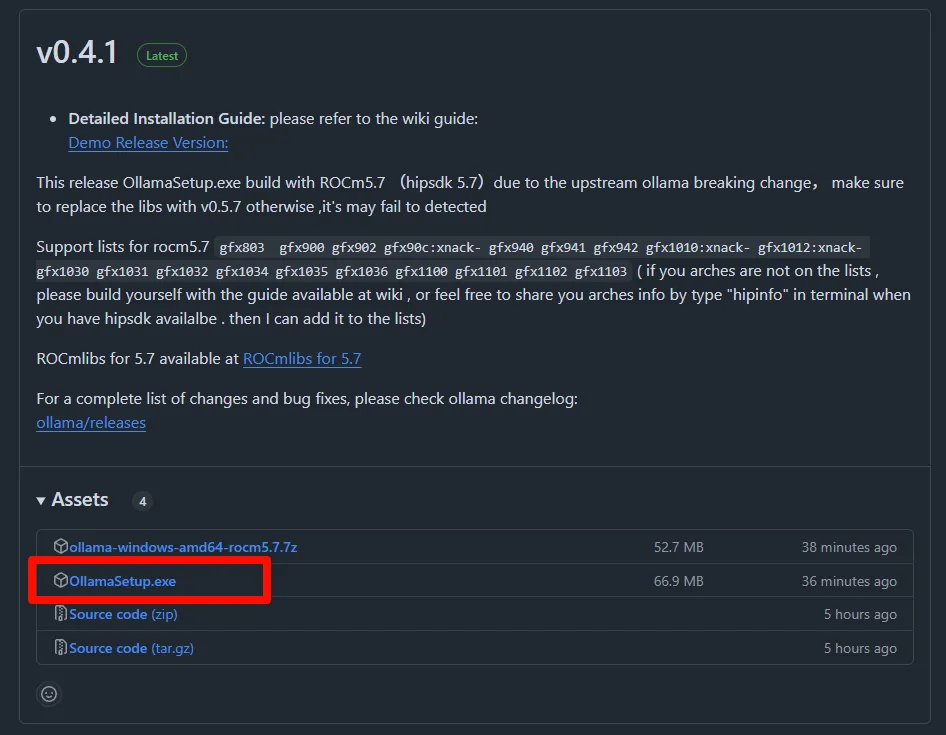 v0.4.1 Latest
Detailed Installation Guide: please refer to the wiki guide:
Demo Release Version:
This release OllamaSetup.exe build with ROCm5.7 （hipsdk 5.7）due to the upstream ollama breaking change， make sure
to replace the libs with v0.5.7 otherwise ,it's may fail to detected
Support lists for rocm5.7 gfx803 gfx900 gfx902 gfx90c:xnack- gfx940 gfx941 gfx942 gfx1010:xnack- gfx1012:xnack-
gfx1030 gfx1031 gfx1032 gfx1034 gfx1035 gfx1036 gfx1100 gfx1101 gfx1102 gfx1103 ( if you arches are not on the lists ,
please build yourself with the guide available at wiki , or feel free to share you arches info by type "hipinfo" in terminal when
you have hipsdk availalbe . then I can add it to the lists)
ROCmlibs for 5.7 available at ROCmlibs for 5.7
For a complete list of changes and bug fixes, please check ollama changelog:
ollama/releases
Assets 4
ollama-windows-amd64-rocm5.7.7z 52.7 MB 38 minutes ago
OllamaSetup.exe 66.9 MB 36 minutes ago
Source code (zip) 5 hours ago
Source code (tar.gz) 5 hours ago